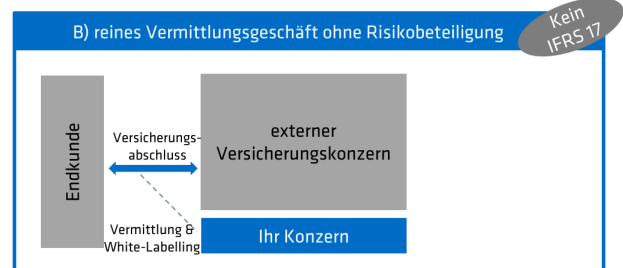 B) reines Vermittlungsgeschäft ohne Risikobeteiligung
Kein
IFRS 17
Endkunde
Versicherungs-
abschluss
externer
Versicherungskonzern
Vermittlung &
White-Labelling
Ihr Konzern